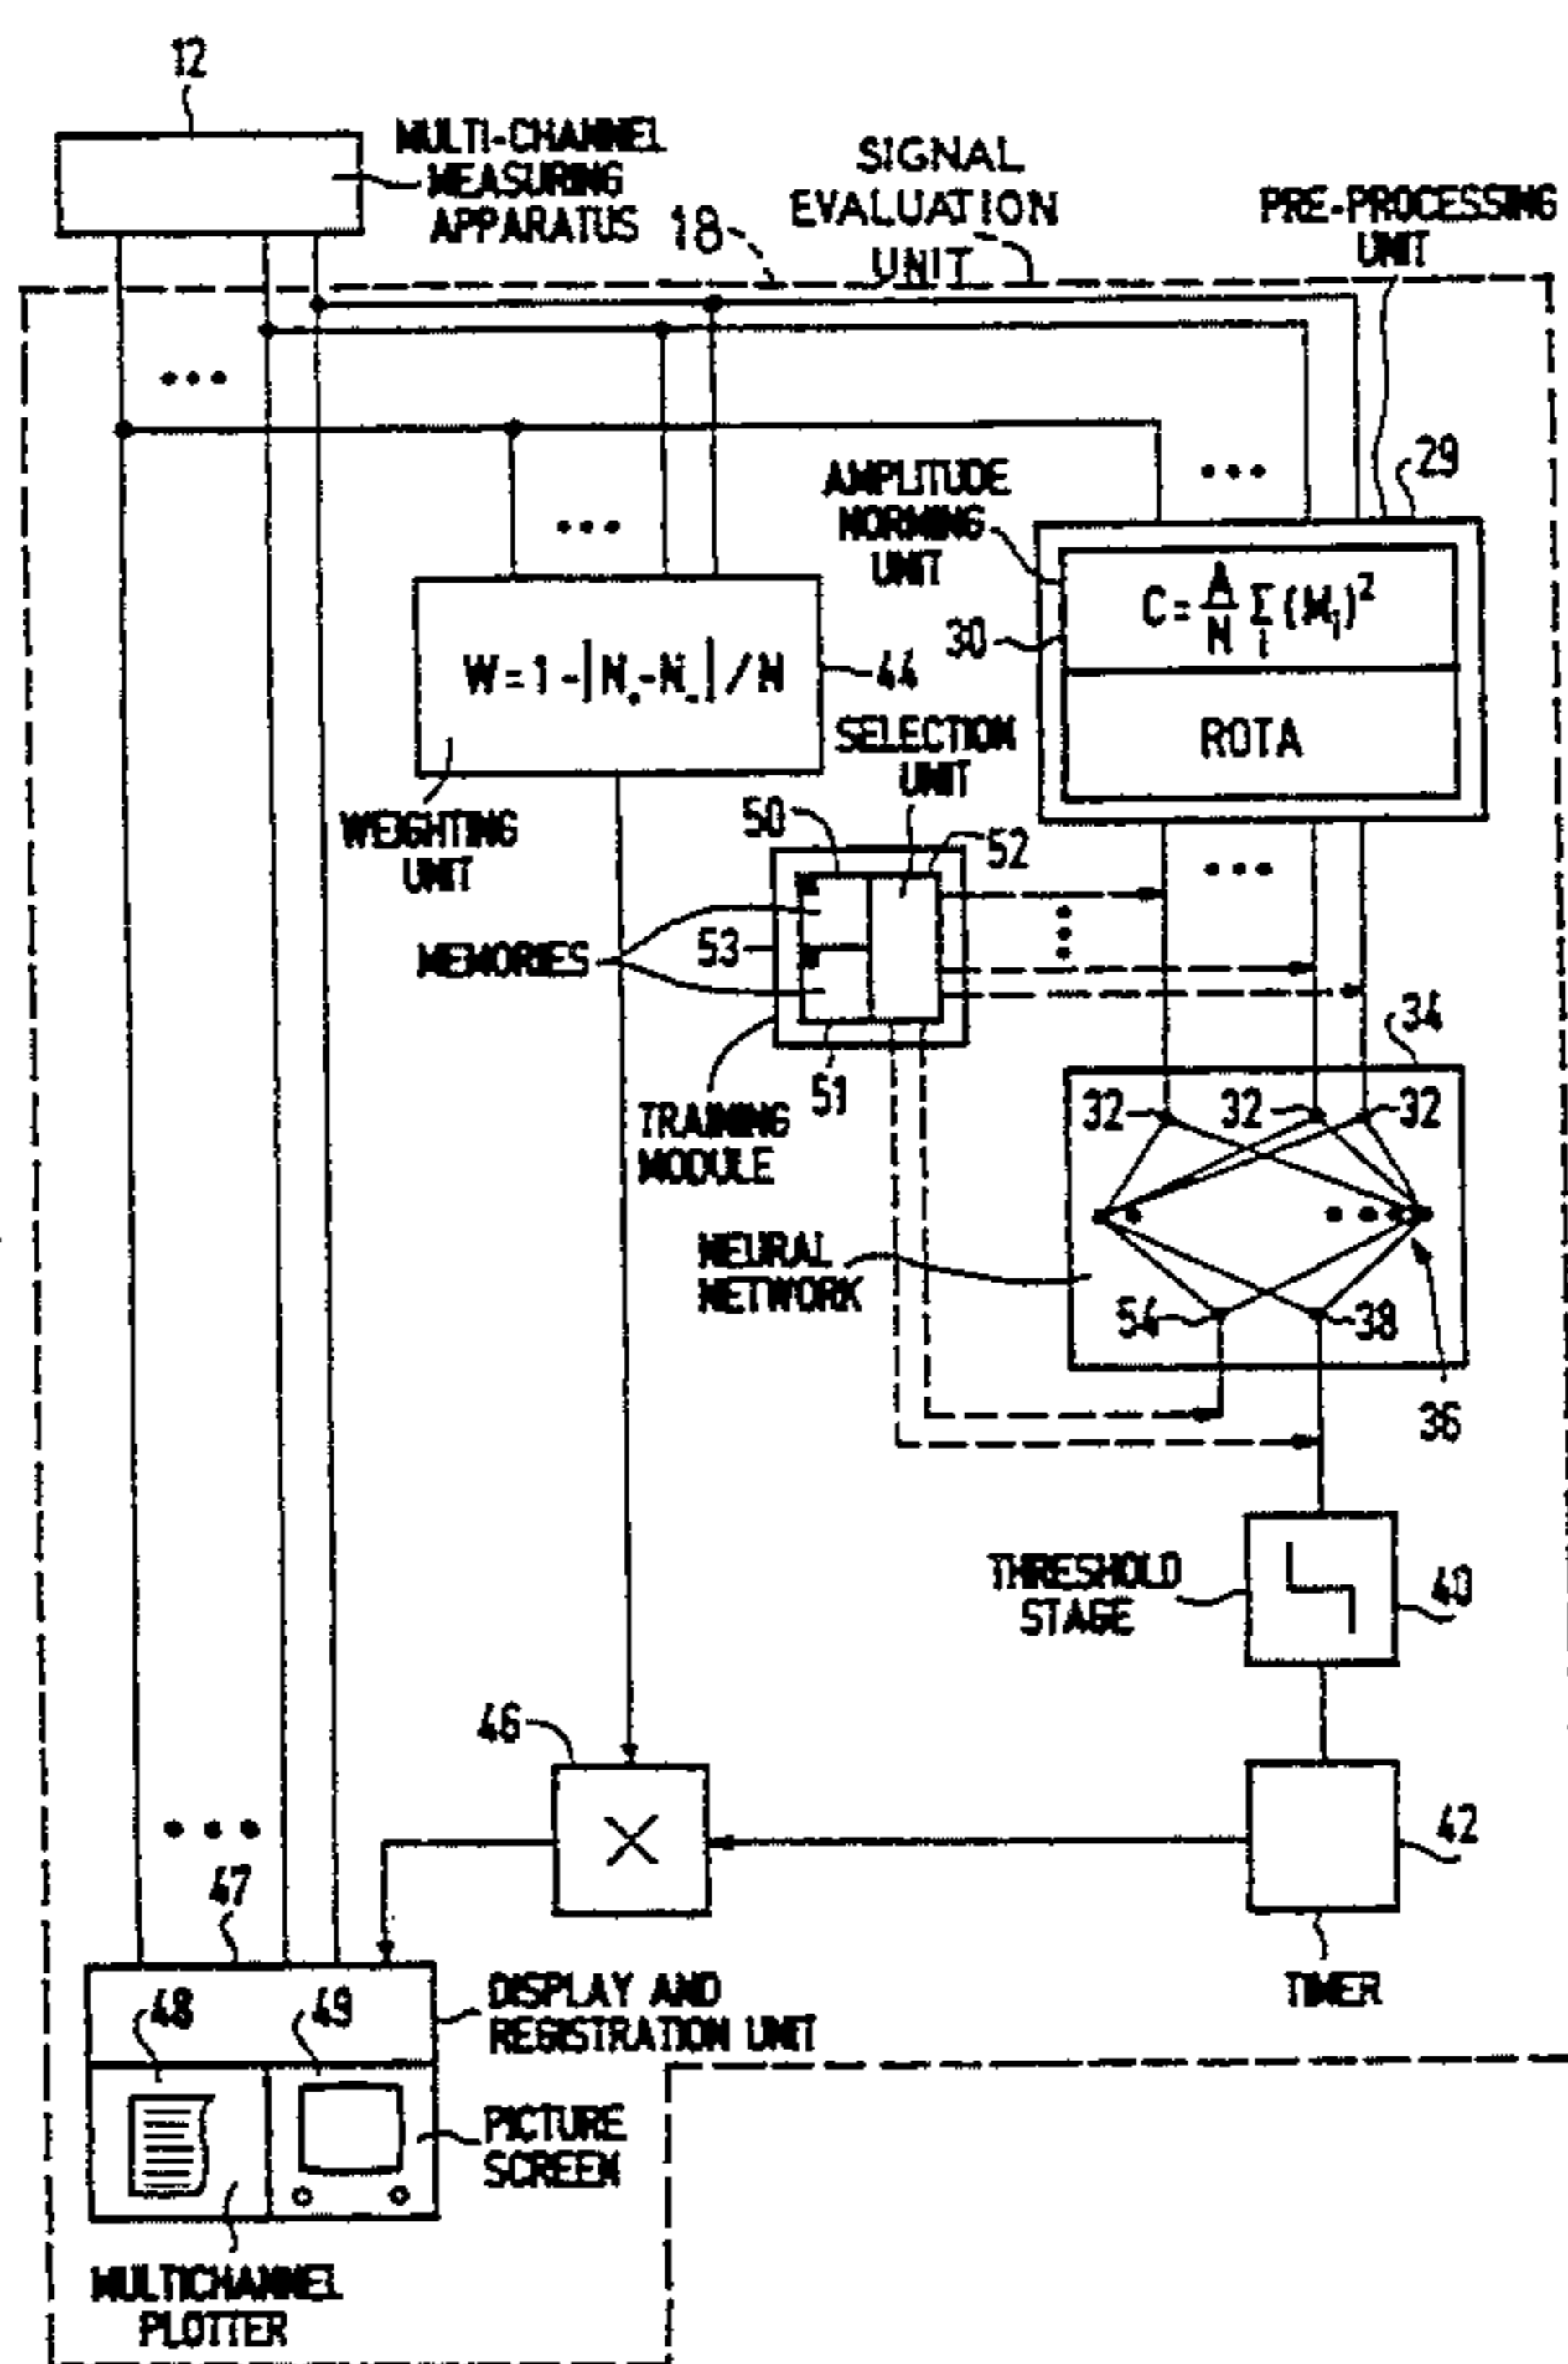 12
MULTI-CHANNEL
MEASURING
APPARATUS
18
SIGNAL
EVALUATION
UNIT
PRE-PROCESSING
UNIT
29
AMPLITUDE
NORMING
UNIT
30
ROTA
W=1-|N+-N-|/N
44
WEIGHTING
UNIT
SELECTION
UNIT
50
52
MEMORIES
53
51
TRAINING
MODULE
34
32
32
32
NEURAL
NETWORK
54
38
36
THRESHOLD
STAGE
40
46
42
TIMER
47
48
49
DISPLAY AND
REGISTRATION UNIT
PICTURE
SCREEN
MULTICHANNEL
PLOTTER